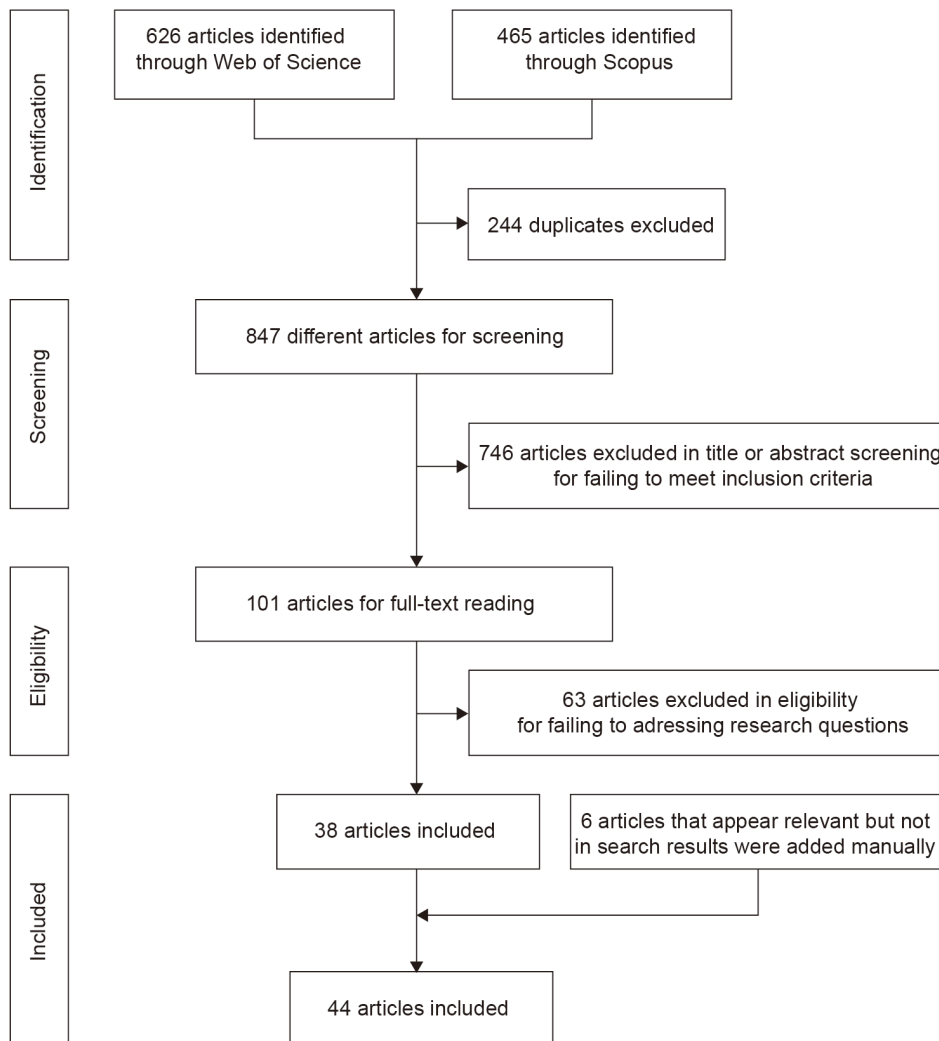 Identification
626 articles identified
through Web of Science
465 articles identified
through Scopus
244 duplicates excluded
Screening
847 different articles for screening
746 articles excluded in title or abstract screening
for failing to meet inclusion criteria
Eligibility
101 articles for full-text reading
63 articles excluded in eligibility
for failing to adressing research questions
Included
38 articles included
6 articles that appear relevant but not
in search results were added manually
44 articles included